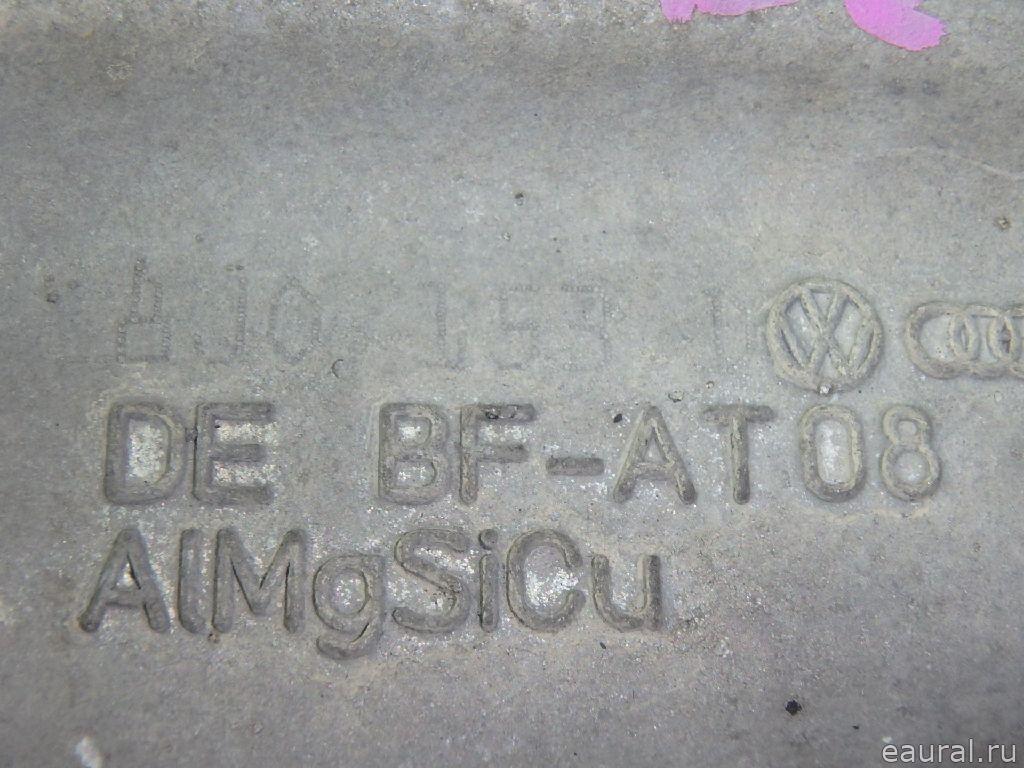 DE BF-AT08
AlMgSiCu
eaural.ru